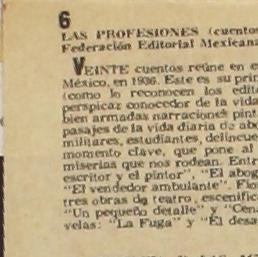 6
LAS PROFESIONES (cuentos
Federación Editorial Mexicana
VEINTE cuentos reúne en e
México, en 1936. Este es su prin
(como lo reconocen los edit
perspicaz conocedor de la vida
bien armadas narraciones pint
pasajes de la vida diaria de abo
militares, estudiantes, delincue
momento clave, que pone al
miserias que nos rodean. Entr
escritor y el pintor", "El abog
"El vendedor ambulante". Flor
tres obras de teatro, escenific
"Un pequeño detalle" y "Cena
velas: "La Fuga" y "El desa